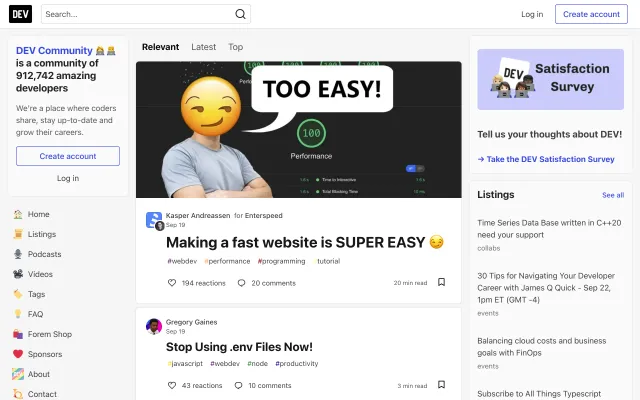 DEV
Search...
Log in
Create account
DEV Community
is a community of
912,742 amazing
developers
We're a place where coders
share, stay up-to-date and
grow their careers.
Create account
Log in
Home
Listings
Podcasts
Videos
Tags
FAQ
Forem Shop
Sponsors
About
Contact
Relevant
Latest
Top
TOO EASY!
100
Performance
Time to Interactive
Total Blocking Time
Kasper Andreassen for Enterspeed
Sep 19
Making a fast website is SUPER EASY 😏
#webdev #performance #programming tutorial
194 reactions
20 comments
20 min read
Gregory Gaines
Sep 19
Stop Using .env Files Now!
#javascript #webdev #node #productivity
43 reactions
10 comments
3 min read
DEV
Satisfaction
Survey
Tell us your thoughts about DEV!
→ Take the DEV Satisfaction Survey
Listings
See all
Time Series Data Base written in C++20
need your support
collabs
30 Tips for Navigating Your Developer
Career with James Q Quick - Sep 22,
1pm ET (GMT -4)
events
Balancing cloud costs and business
goals with FinOps
events
Subscribe to All Things Typescript